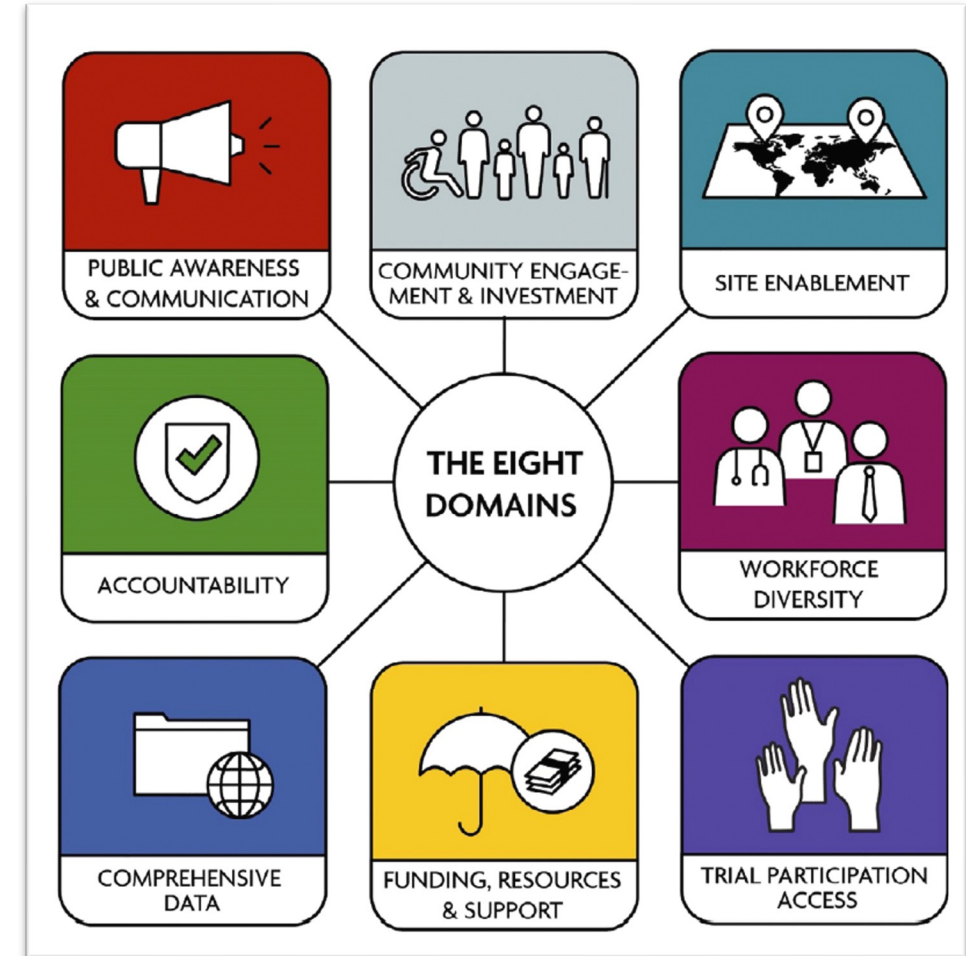 PUBLIC AWARENESS
& COMMUNICATION
COMMUNITY ENGAGE-
MENT & INVESTMENT
SITE ENABLEMENT
ACCOUNTABILITY
THE EIGHT
DOMAINS
WORKFORCE
DIVERSITY
COMPREHENSIVE
DATA
FUNDING, RESOURCES
& SUPPORT
TRIAL PARTICIPATION
ACCESS